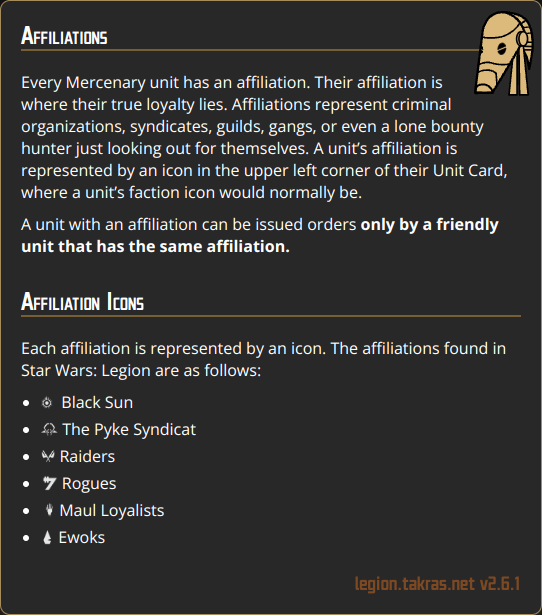 Affiliations
Every Mercenary unit has an affiliation. Their affiliation is
where their true loyalty lies. Affiliations represent criminal
organizations, syndicates, guilds, gangs, or even a lone bounty
hunter just looking out for themselves. A unit’s affiliation is
represented by an icon in the upper left corner of their Unit Card,
where a unit’s faction icon would normally be.
A unit with an affiliation can be issued orders only by a friendly
unit that has the same affiliation.
Affiliation Icons
Each affiliation is represented by an icon. The affiliations found in
Star Wars: Legion are as follows:
Black Sun
The Pyke Syndicat
Raiders
Rogues
Maul Loyalists
Ewoks
legion.takras.net v2.6.1